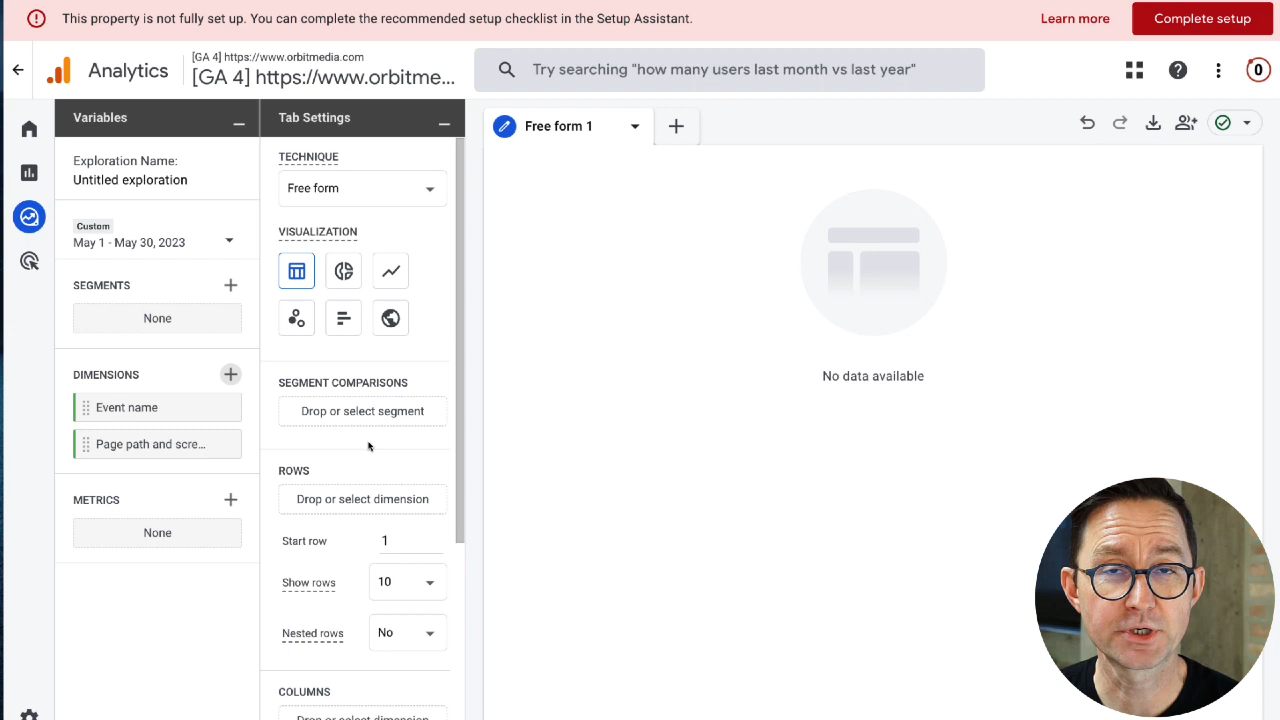 This property is not fully set up. You can complete the recommended setup checklist in the Setup Assistant.
Learn more
Complete setup
Analytics
[GA 4] https://www.orbitmedia.com
[GA 4] https://www.orbitme...
Try searching "how many users last month vs last year"
0
Variables
Exploration Name:
Untitled exploration
Custom
May 1 - May 30, 2023
SEGMENTS
None
DIMENSIONS
Event name
Page path and scre...
METRICS
None
Tab Settings
TECHNIQUE
Free form
VISUALIZATION
SEGMENT COMPARISONS
Drop or select segment
ROWS
Drop or select dimension
Start row
1
Show rows
10
Nested rows
No
COLUMNS
Drop or select dimension
Free form 1
No data available